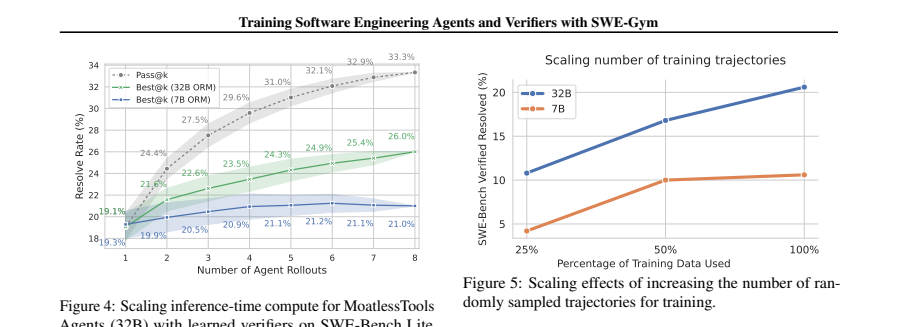 Training Software Engineering Agents and Verifiers with SWE-Gym
34
32
30
28
26
24
22
20
18
Resolve Rate (%)
Pass@k
Best@k (32B ORM)
Best@k (7B ORM)
19.1%
24.4%
27.5%
29.6%
31.0%
32.1%
32.9%
33.3%
21.6%
22.6%
23.5%
24.3%
24.9%
25.4%
26.0%
19.3%
19.9%
20.5%
20.9%
21.1%
21.2%
21.1%
21.0%
1 2 3 4 5 6 7 8
Number of Agent Rollouts
Figure 4: Scaling inference-time compute for MoatlessTools
Agents (32B) with learned verifiers on SWE-Bench Lite
Scaling number of training trajectories
SWE-Bench Verified Resolved (%)
20
15
10
5
32B
7B
25% 50% 100%
Percentage of Training Data Used
Figure 5: Scaling effects of increasing the number of ran-
domly sampled trajectories for training.